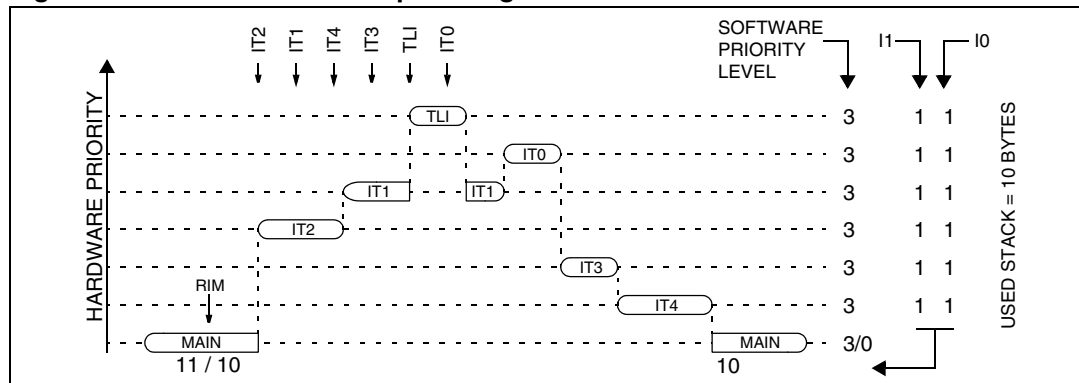 IT2
IT1
IT4
IT3
TLI
IT0
SOFTWARE
PRIORITY
LEVEL
I1
I0
HARDWARE PRIORITY
USED STACK = 10 BYTES
TLI
3
1 1
IT0
3
1 1
IT1
IT1
3
1 1
IT2
3
1 1
IT3
3
1 1
RIM
IT4
3
1 1
MAIN
MAIN
3/0
11 / 10
10